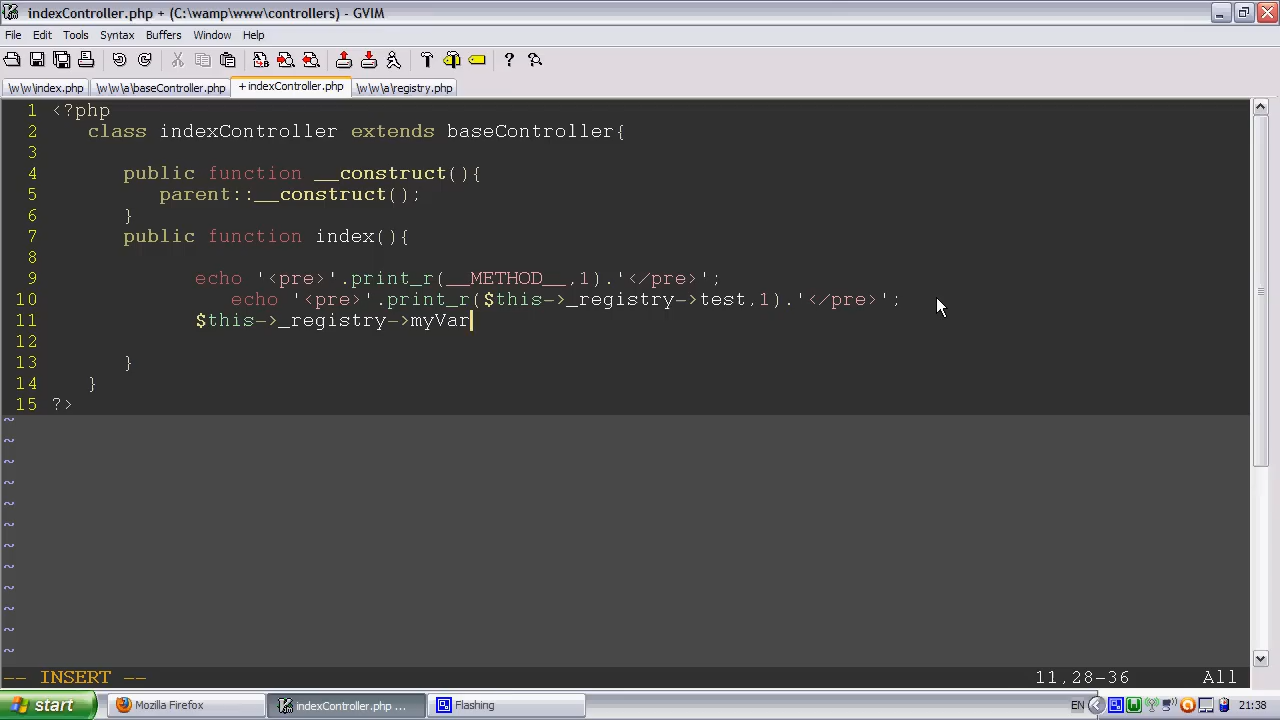 indexController.php + (C:\wamp\www\controllers) - GVIM
File Edit Tools Syntax Buffers Window Help
\w\w\index.php \w\w\a\baseController.php + indexController.php \w\w\a\registry.php
1 <?php
2 class indexController extends baseController{
3
4 public function __construct(){
5 parent::__construct();
6 }
7 public function index(){
8
9 echo '<pre>'.print_r(__METHOD__,1).'</pre>';
10 echo '<pre>'.print_r($this->_registry->test,1).'</pre>';
11 $this->_registry->myVar
12
13 }
14 }
15 ?>
~
~
~
~
~
~
~
~
~
~
~
~
-- INSERT -- 11,28-36 All
start Mozilla Firefox indexController.php ... Flashing EN 21:38